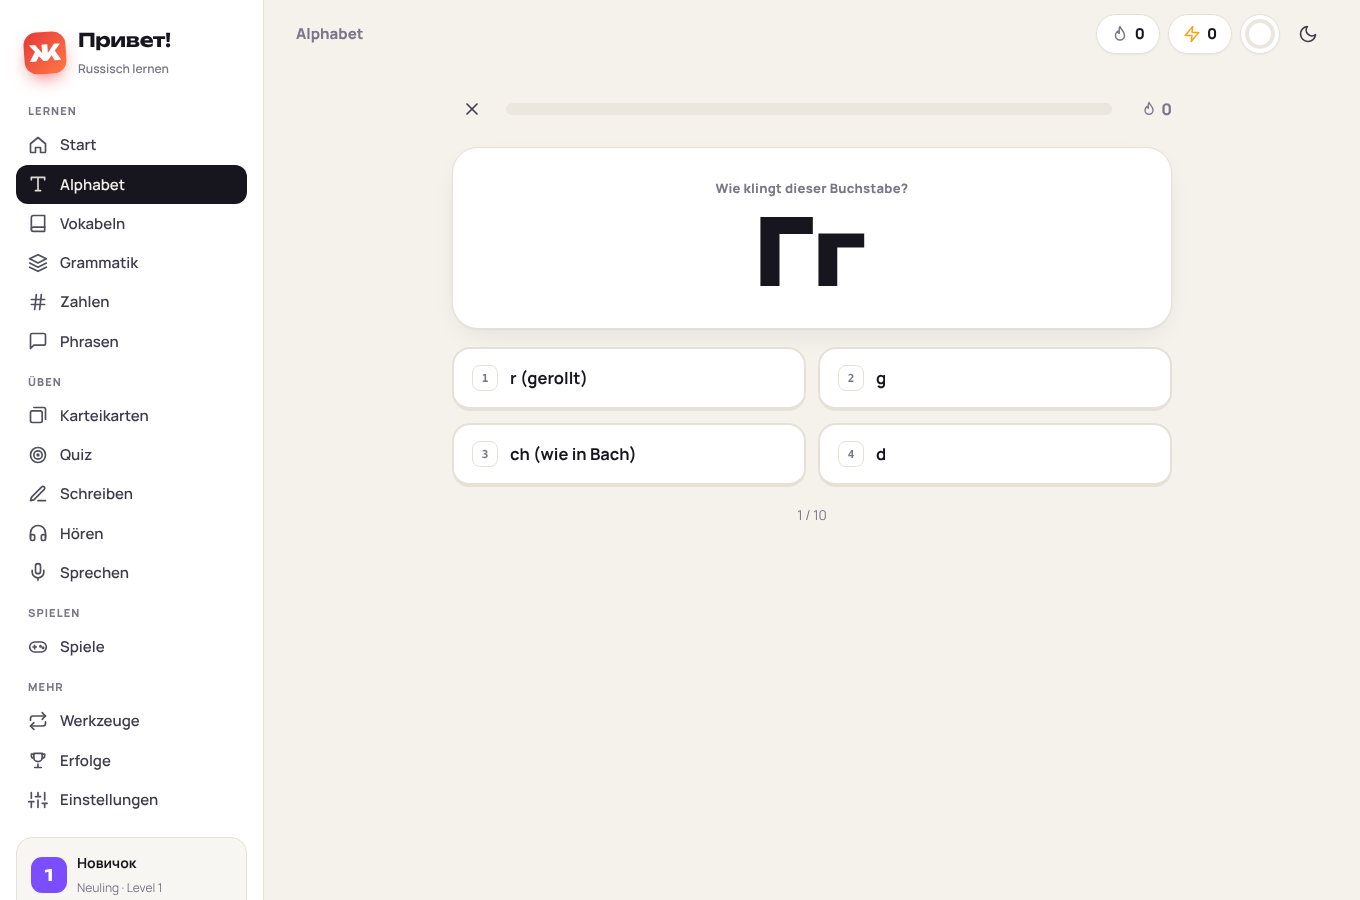 Ж
Привет!
Russisch lernen
LERNEN
Start
Alphabet
Vokabeln
Grammatik
Zahlen
Phrasen
ÜBEN
Karteikarten
Quiz
Schreiben
Hören
Sprechen
SPIELEN
Spiele
MEHR
Werkzeuge
Erfolge
Einstellungen
1
Новичок
Neuling · Level 1
Alphabet
0
0
0
Wie klingt dieser Buchstabe?
Гг
1 r (gerollt)
2 g
3 ch (wie in Bach)
4 d
1 / 10